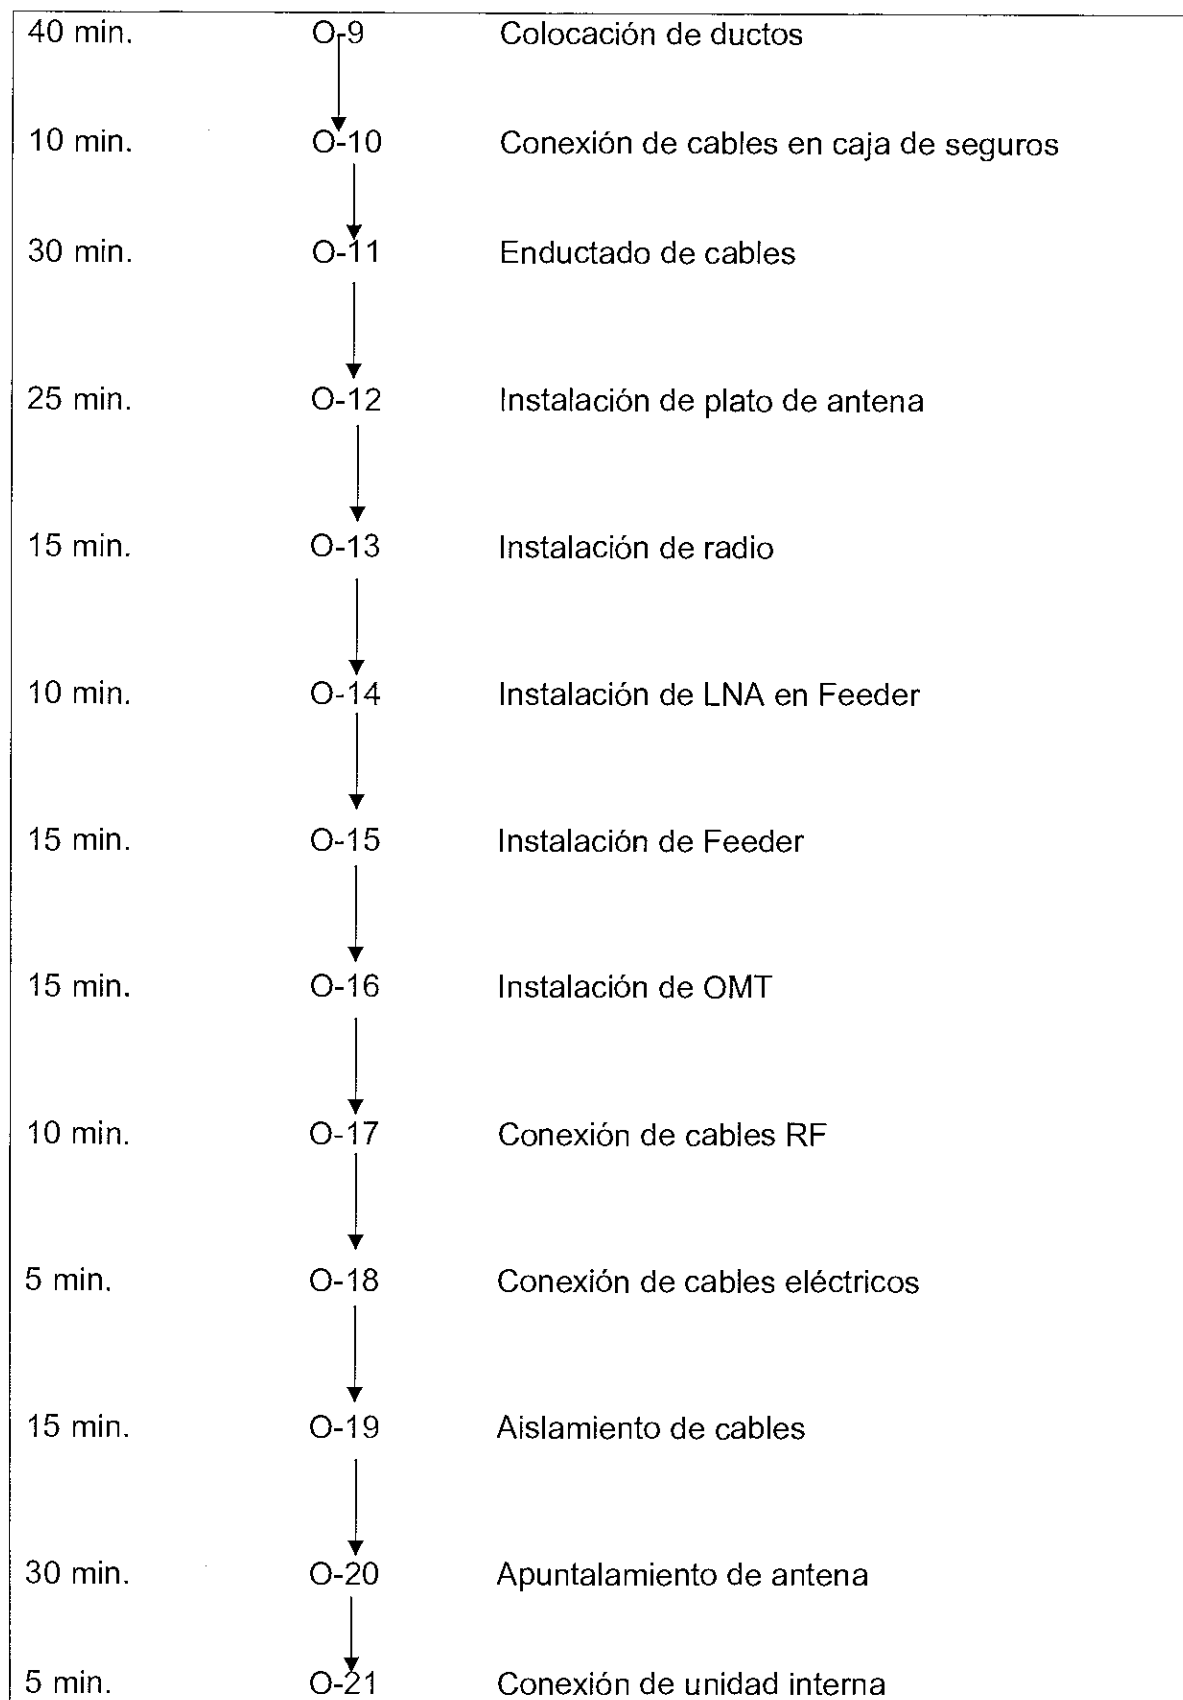 40 min. O-9 Colocación de ductos
10 min. O-10 Conexión de cables en caja de seguros
30 min. O-11 Enductado de cables
25 min. O-12 Instalación de plato de antena
15 min. O-13 Instalación de radio
10 min. O-14 Instalación de LNA en Feeder
15 min. O-15 Instalación de Feeder
15 min. O-16 Instalación de OMT
10 min. O-17 Conexión de cables RF
5 min. O-18 Conexión de cables eléctricos
15 min. O-19 Aislamiento de cables
30 min. O-20 Apuntalamiento de antena
5 min. O-21 Conexión de unidad interna